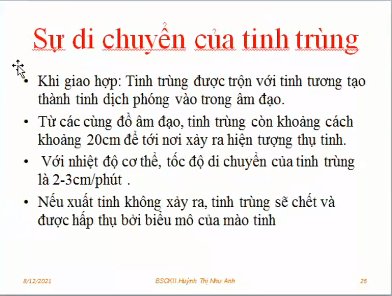 Sự di chuyển của tinh trùng
• Khi giao hợp: Tinh trùng được trộn với tinh tương tạo
thành tinh dịch phóng vào trong âm đạo.
• Từ các cùng đồ âm đạo, tinh trùng còn khoảng cách
khoảng 20cm để tới nơi xảy ra hiện tượng thụ tinh.
• Với nhiệt độ cơ thể, tốc độ di chuyển của tinh trùng
là 2-3cm/phút .
• Nếu xuất tinh không xảy ra, tinh trùng sẽ chết và
được hấp thụ bởi biểu mô của mào tinh
8/12/2021 BSCKII Huỳnh Thị Như Anh 26